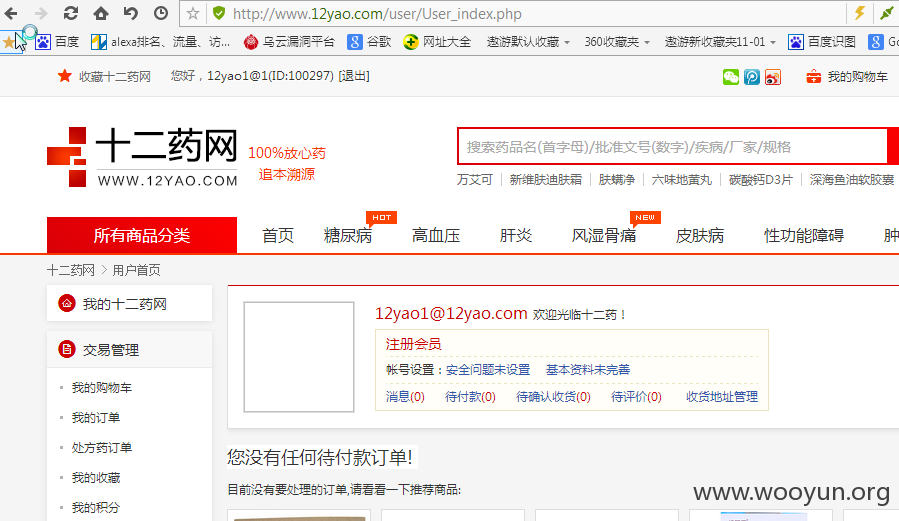 http://www.12yao.com/user/User_index.php
百度 alexa排名、流量、访... 乌云漏洞平台 谷歌 网址大全 遨游默认收藏 360收藏夹 遨游新收藏夹11-01 百度识图 Go
收藏十二药网 您好，12yao1@1(ID:100297) [退出] 我的购物车
十二药网
WWW.12YAO.COM
100%放心药
追本溯源
搜索药品名(首字母)/批准文号(数字)/疾病/厂家/规格
万艾可 新维肤迪肤霜 肤螨净 六味地黄丸 碳酸钙D3片 深海鱼油软胶囊
HOT NEW
所有商品分类 首页 糖尿病 高血压 肝炎 风湿骨痛 皮肤病 性功能障碍 肿
十二药网 > 用户首页
我的十二药网
交易管理
我的购物车
我的订单
处方药订单
我的收藏
我的积分
12yao1@12yao.com 欢迎光临十二药！
注册会员
帐号设置：安全问题未设置 基本资料未完善
消息(0) 待付款(0) 待确认收货(0) 待评价(0) 收货地址管理
您没有任何待付款订单!
目前没有要处理的订单,请看看一下推荐商品:
www.wooyun.org